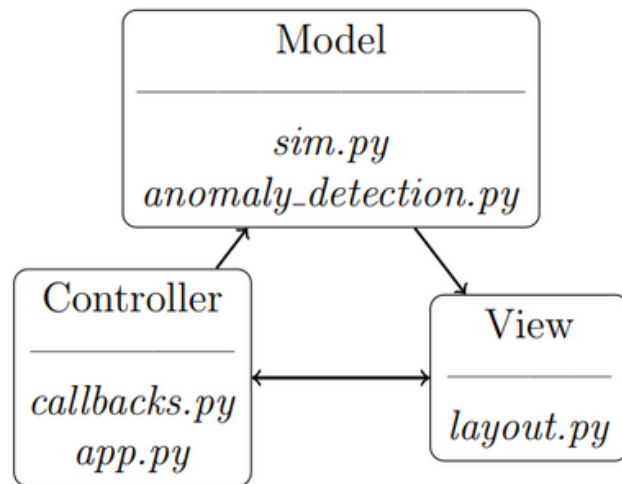 Model
sim.py
anomaly_detection.py
Controller
callbacks.py
app.py
View
layout.py